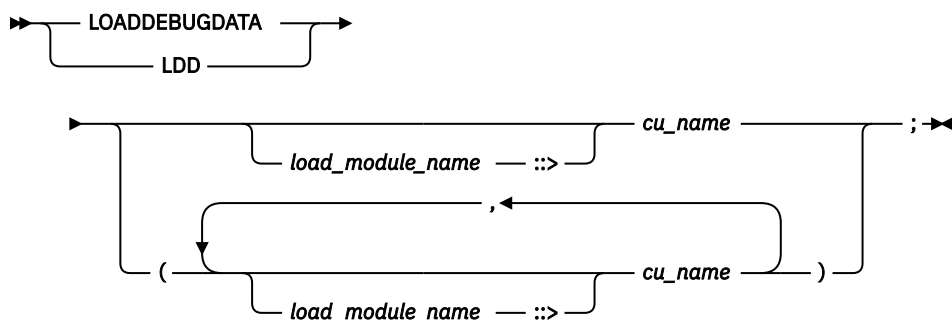 LOADDEBUGDATA
LDD
cu_name ;
load_module_name ::>
,
( cu_name )
load_module_name ::>